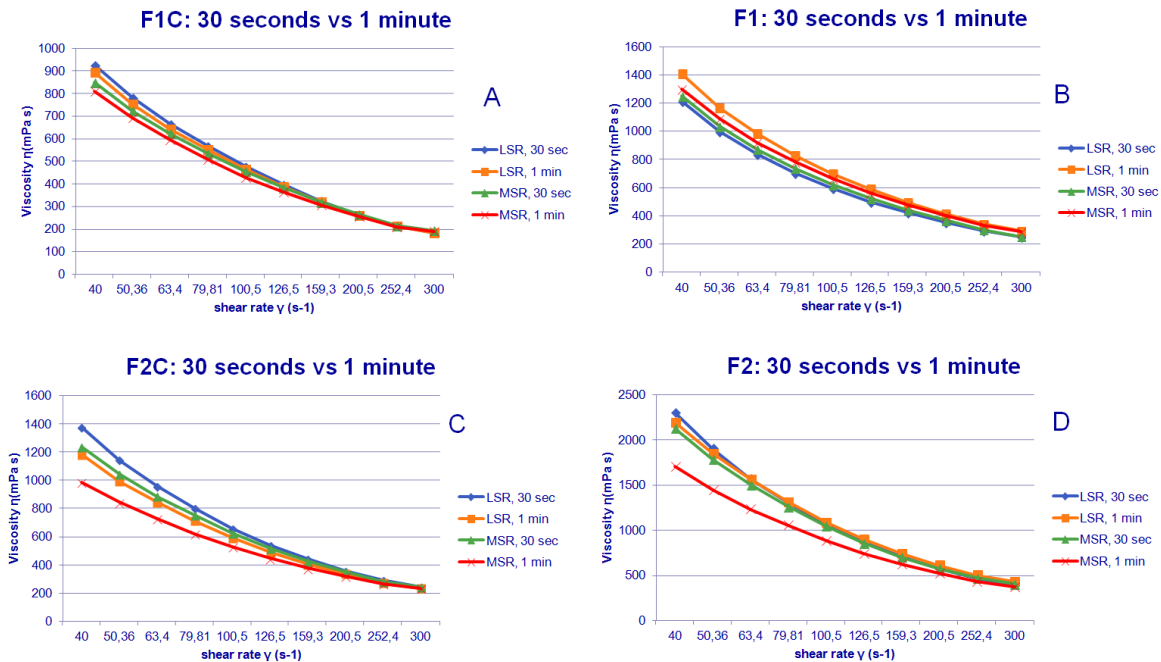 F1C: 30 seconds vs 1 minute
Viscosity η(mPa s)
1000
900
800
700
600
500
400
300
200
100
0
40 50,36 63,4 79,81 100,5 126,5 159,3 200,5 252,4 300
shear rate γ (s-1)
A
LSR, 30 sec
LSR, 1 min
MSR, 30 sec
MSR, 1 min
F1: 30 seconds vs 1 minute
Viscosity η(mPa s)
1600
1400
1200
1000
800
600
400
200
0
40 50,36 63,4 79,81 100,5 126,5 159,3 200,5 252,4 300
shear rate γ (s-1)
B
LSR, 30 sec
LSR, 1 min
MSR, 30 sec
MSR, 1 min
F2C: 30 seconds vs 1 minute
Viscosity η(mPa s)
1600
1400
1200
1000
800
600
400
200
0
40 50,36 63,4 79,81 100,5 126,5 159,3 200,5 252,4 300
shear rate γ (s-1)
C
LSR, 30 sec
LSR, 1 min
MSR, 30 sec
MSR, 1 min
F2: 30 seconds vs 1 minute
Viscosity η(mPa s)
2500
2000
1500
1000
500
0
40 50,36 63,4 79,81 100,5 126,5 159,3 200,5 252,4 300
shear rate γ (s-1)
D
LSR, 30 sec
LSR, 1 min
MSR, 30 sec
MSR, 1 min